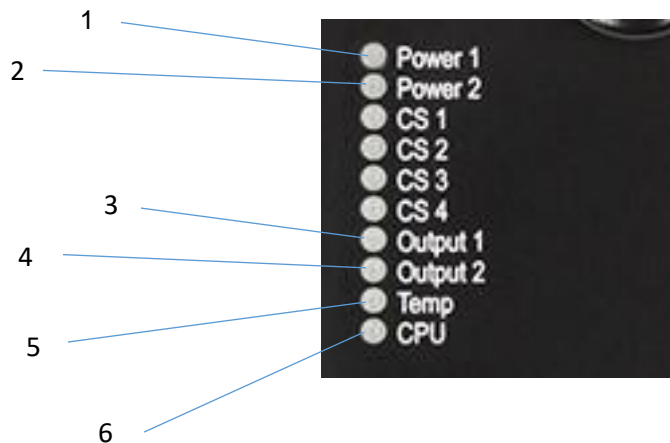 1
Power 1
2
Power 2
CS 1
CS 2
CS 3
CS 4
3
Output 1
4
Output 2
Temp
5
CPU
6